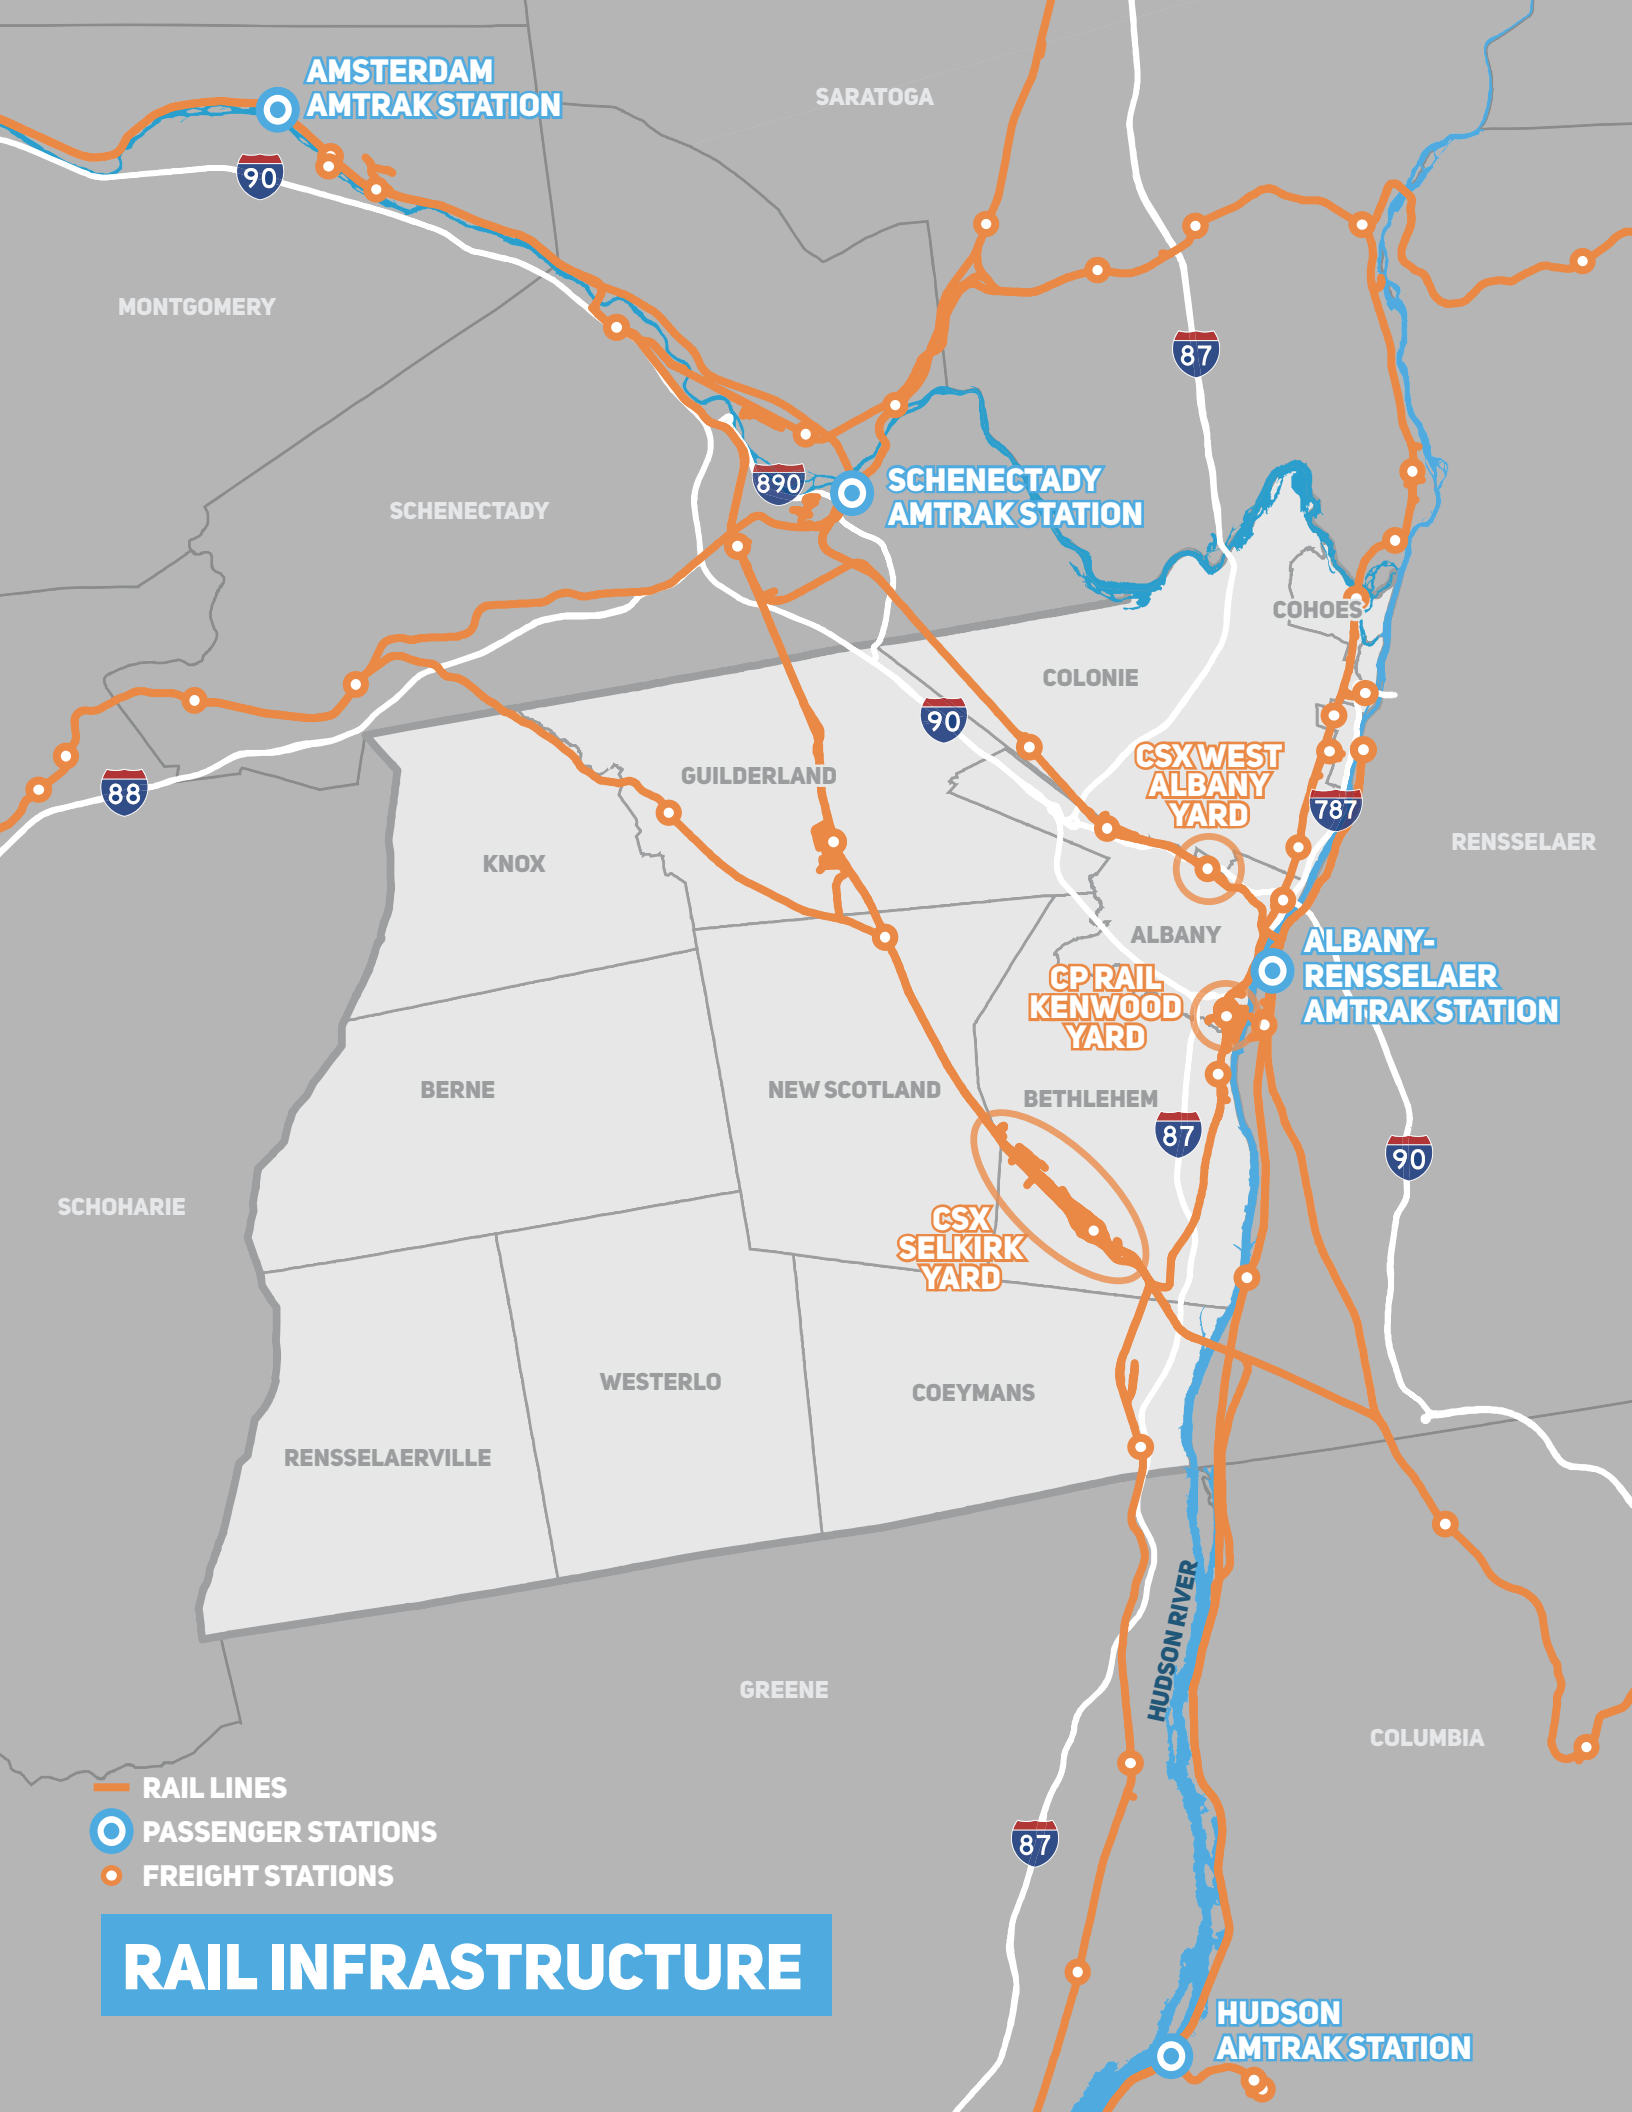 AMSTERDAM
AMTRAK STATION
SARATOGA
90
MONTGOMERY
87
890
SCHENECTADY
AMTRAK STATION
SCHENECTADY
COHOES
COLONIE
90
CSX WEST
ALBANY
YARD
GUILDERLAND
88
787
RENSSELAER
KNOX
ALBANY
ALBANY-
RENSSELAER
AMTRAK STATION
CP RAIL
KENWOOD
YARD
BERNE
NEW SCOTLAND
BETHLEHEM
87
90
SCHOHARIE
CSX
SELKIRK
YARD
WESTERLO
COEYMANS
RENSSELAERVILLE
HUDSON RIVER
GREENE
COLUMBIA
RAIL LINES
PASSENGER STATIONS
87
FREIGHT STATIONS
RAIL INFRASTRUCTURE
HUDSON
AMTRAK STATION